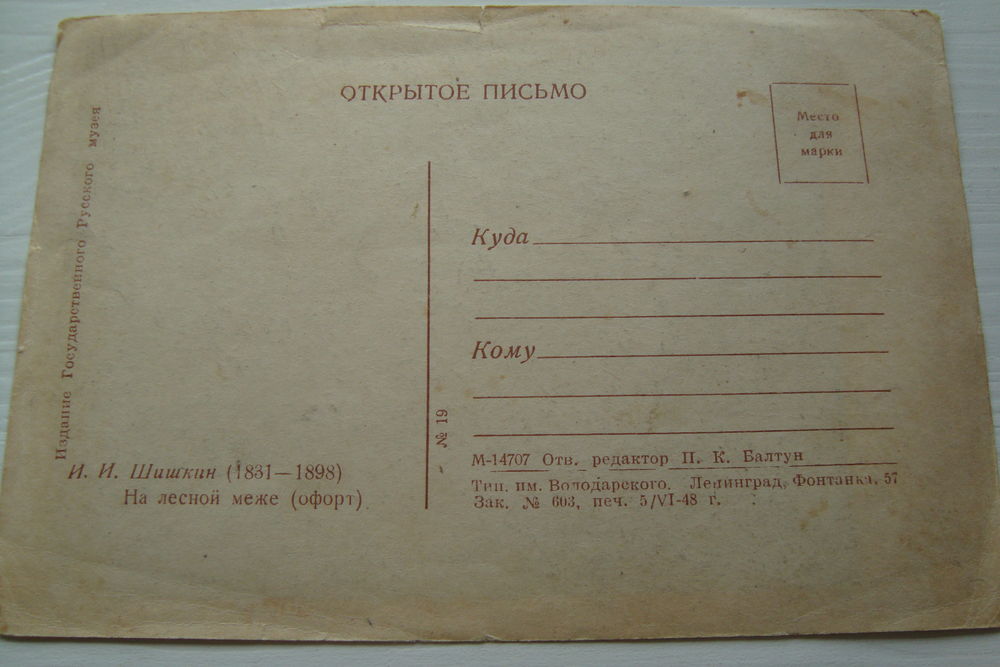 ОТКРЫТОЕ ПИСЬМО
Место
для
марки
Издание Государственного Русского музея
Куда
Кому
№ 19
И. И. Шишкин (1831—1898)
На лесной меже (офорт)
М-14707 Отв. редактор П. К. Балтун
Тип. им. Володарского. Ленинград, Фонтанка, 57
Зак. № 603, печ. 5/VI-48 г.